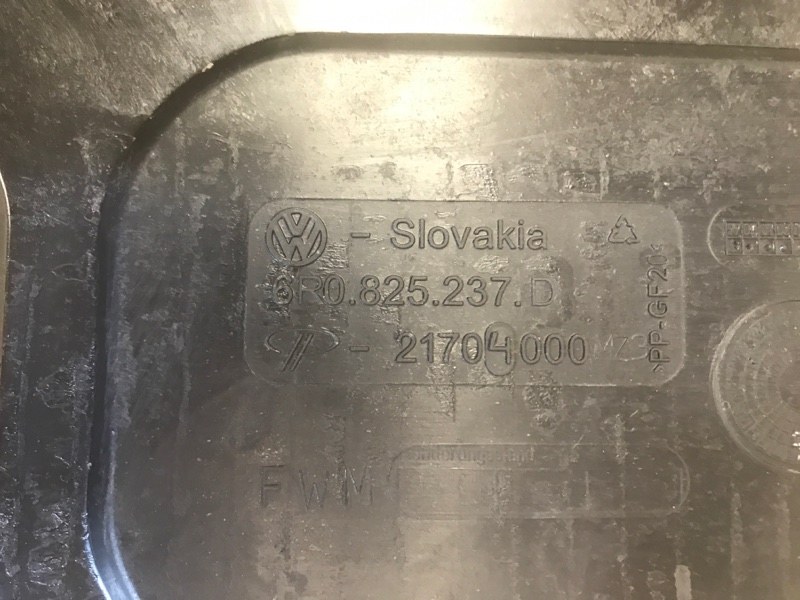 - Slovakia
6R0.825.237.D
- 21704000
>PP-GF20<
FWM